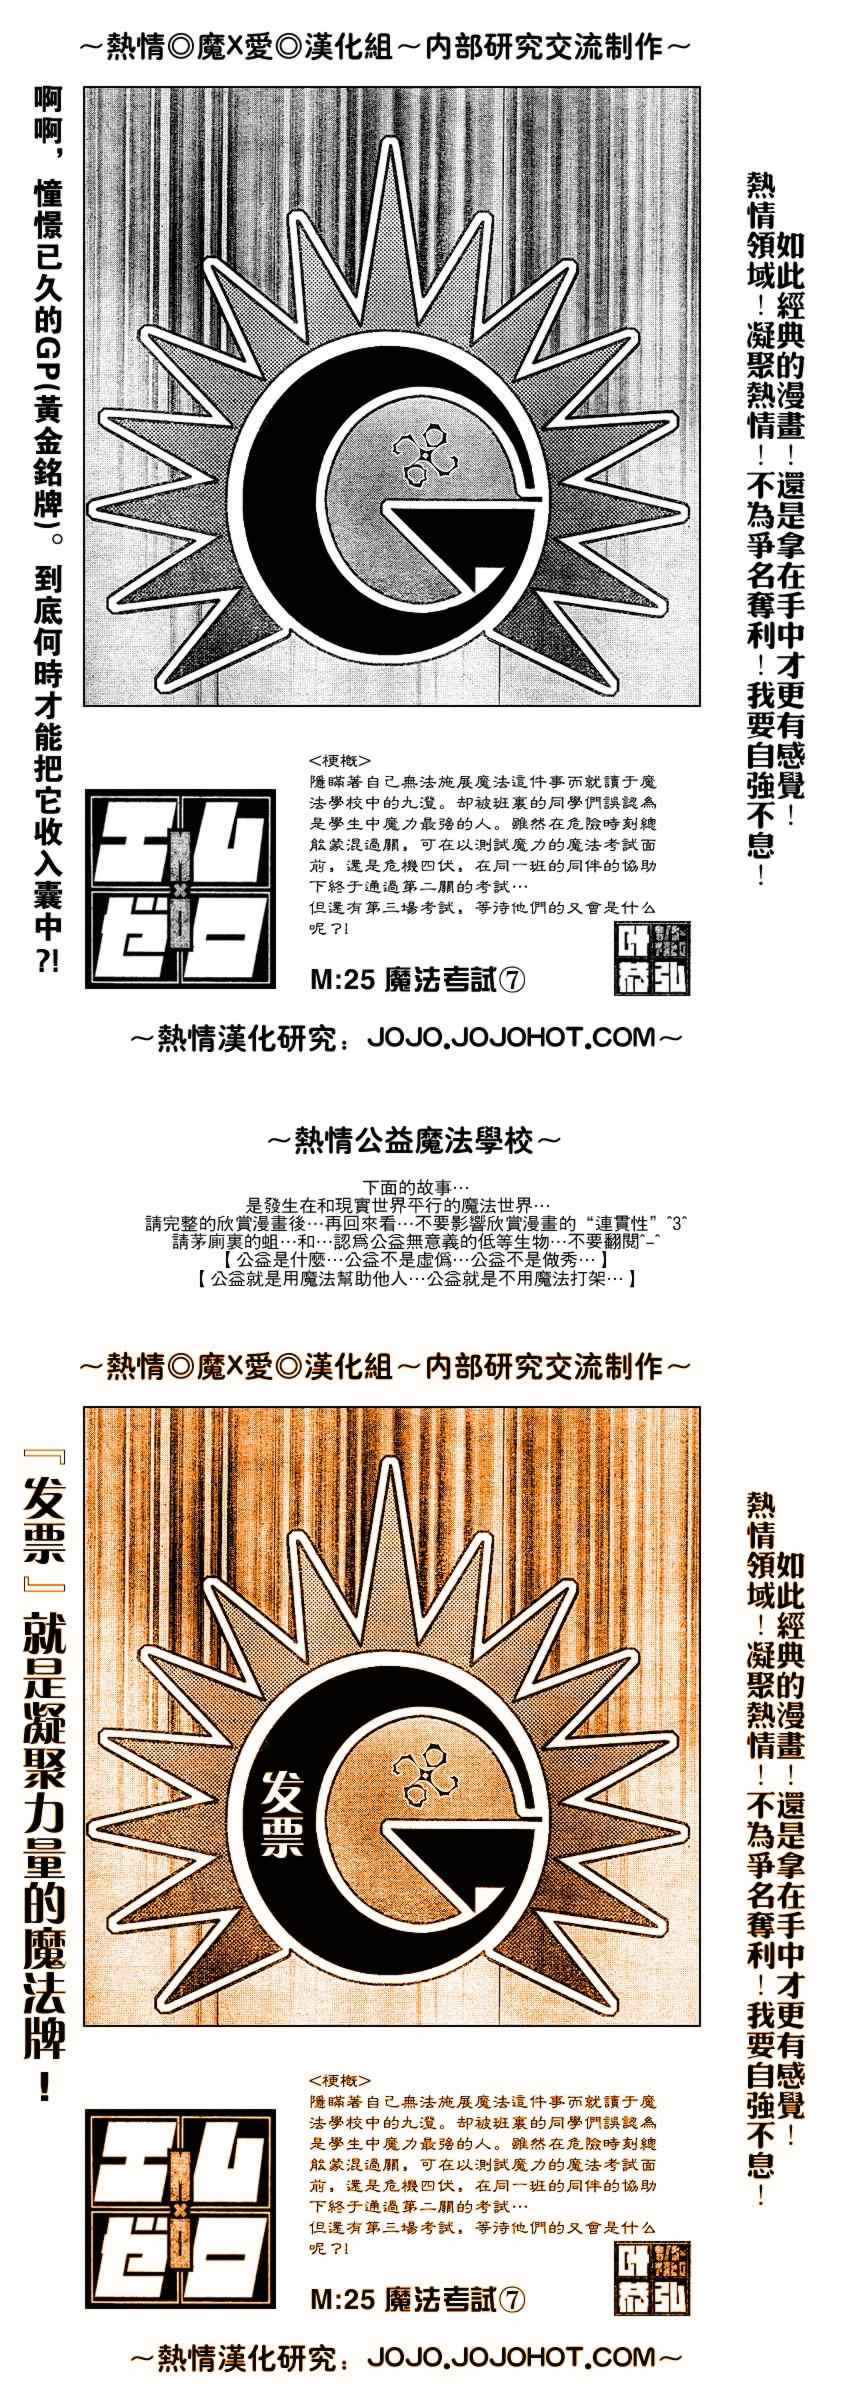 ～熱情◎魔X愛◎漢化組～内部研究交流制作～
如此經典的漫畫！還是拿在手中才更有感覺！
熱情領域！凝聚熱情！不為爭名奪利！我要自強不息！
啊啊，憧憬已久的GP(黃金銘牌)。到底何時才能把它收入囊中?!
エム
ゼロ
M×0
<梗概>
隱瞞著自己無法施展魔法這件事而就讀于魔
法學校中的九澄。却被班裏的同學們誤認為
是學生中魔力最强的人。雖然在危險時刻總
能蒙混過關，可在以測試魔力的魔法考試面
前，還是危機四伏，在同一班的同伴的協助
下終于通過第二關的考試…
但還有第三場考試，等待他們的又會是什么
呢？!
M:25 魔法考試⑦
～熱情漢化研究：JOJO.JOJOHOT.COM～
～熱情公益魔法學校～
下面的故事…
是發生在和現實世界平行的魔法世界…
請完整的欣賞漫畫後…再回來看…不要影響欣賞漫畫的“連貫性”^3^
請茅廁裏的蛆…和…認為公益無意義的低等生物…不要翻閱^-^
【公益是什麼…公益不是虛僞…公益不是做秀…】
【公益就是用魔法幫助他人…公益就是不用魔法打架…】
～熱情◎魔X愛◎漢化組～内部研究交流制作～
如此經典的漫畫！還是拿在手中才更有感覺！
熱情領域！凝聚熱情！不為爭名奪利！我要自強不息！
『发票』就是凝聚力量的魔法牌！
发票
エム
ゼロ
M×0
<梗概>
隱瞞著自己無法施展魔法這件事而就讀于魔
法學校中的九澄。却被班裏的同學們誤認為
是學生中魔力最强的人。雖然在危險時刻總
能蒙混過關，可在以測試魔力的魔法考試面
前，還是危機四伏，在同一班的同伴的協助
下終于通過第二關的考試…
但還有第三場考試，等待他們的又會是什么
呢？!
M:25 魔法考試⑦
～熱情漢化研究：JOJO.JOJOHOT.COM～